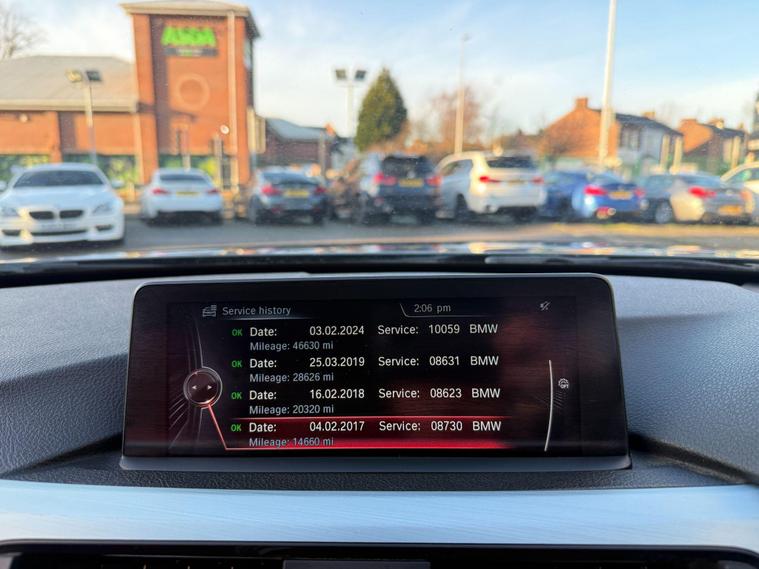 ASDA
Service history 2:06 pm
OK Date: 03.02.2024 Service: 10059 BMW
Mileage: 46630 mi
OK Date: 25.03.2019 Service: 08631 BMW
Mileage: 28626 mi
OK Date: 16.02.2018 Service: 08623 BMW
Mileage: 20320 mi
OK Date: 04.02.2017 Service: 08730 BMW
Mileage: 14660 mi